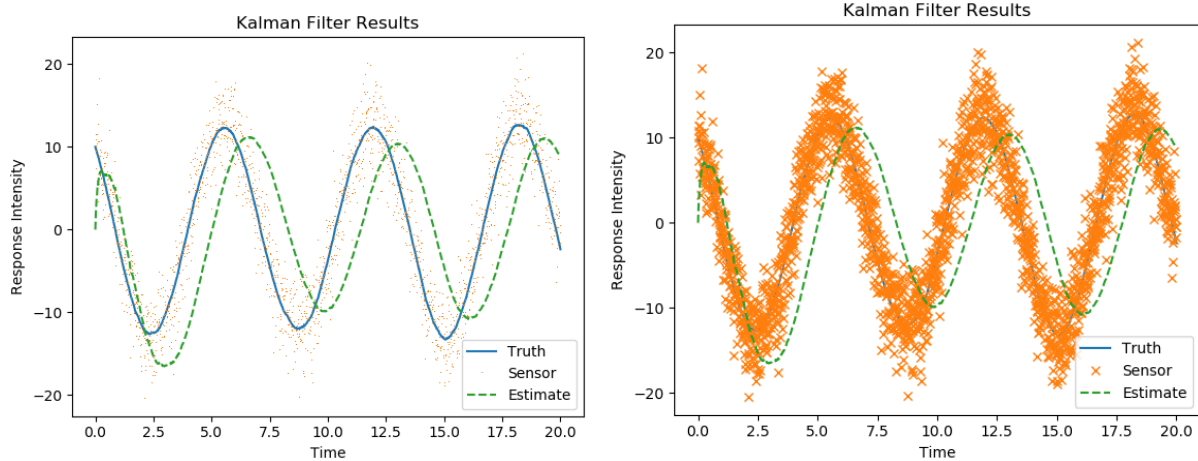 Kalman Filter Results
Response Intensity
20
10
0
−10
−20
Truth
Sensor
Estimate
0.0 2.5 5.0 7.5 10.0 12.5 15.0 17.5 20.0
Time
Kalman Filter Results
Response Intensity
20
10
0
−10
−20
Truth
Sensor
Estimate
0.0 2.5 5.0 7.5 10.0 12.5 15.0 17.5 20.0
Time